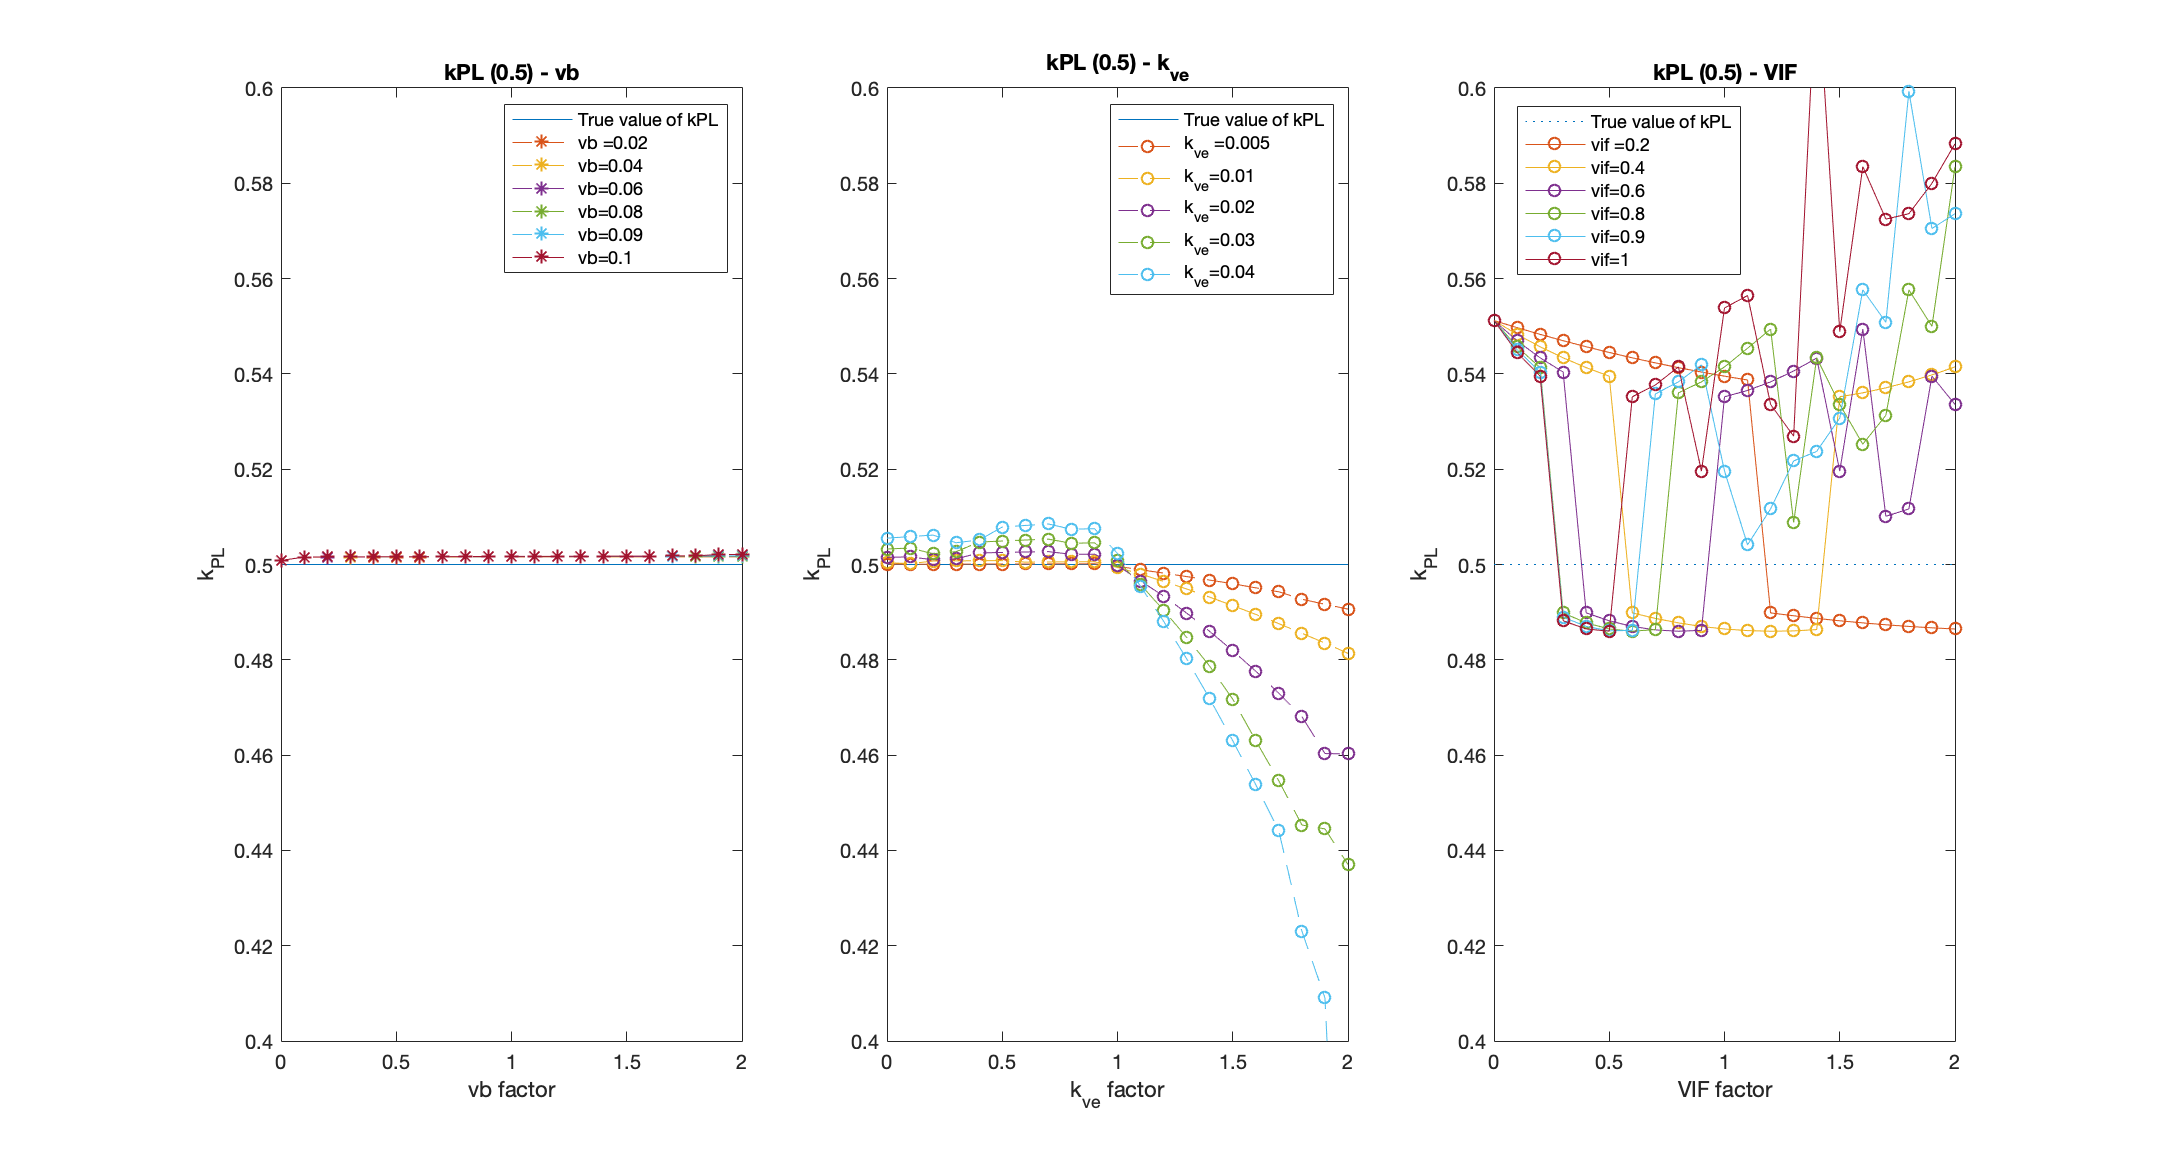 kPL (0.5) - vb
0.6
0.58
0.56
0.54
0.52
0.5
0.48
0.46
0.44
0.42
0.4
kPL
0
0.5
1
1.5
2
vb factor
True value of kPL
vb =0.02
vb=0.04
vb=0.06
vb=0.08
vb=0.09
vb=0.1
kPL (0.5) - kve
0.6
0.58
0.56
0.54
0.52
0.5
0.48
0.46
0.44
0.42
0.4
kPL
0
0.5
1
1.5
2
kve factor
True value of kPL
kve =0.005
kve=0.01
kve=0.02
kve=0.03
kve=0.04
kPL (0.5) - VIF
0.6
0.58
0.56
0.54
0.52
0.5
0.48
0.46
0.44
0.42
0.4
kPL
0
0.5
1
1.5
2
VIF factor
True value of kPL
vif =0.2
vif=0.4
vif=0.6
vif=0.8
vif=0.9
vif=1